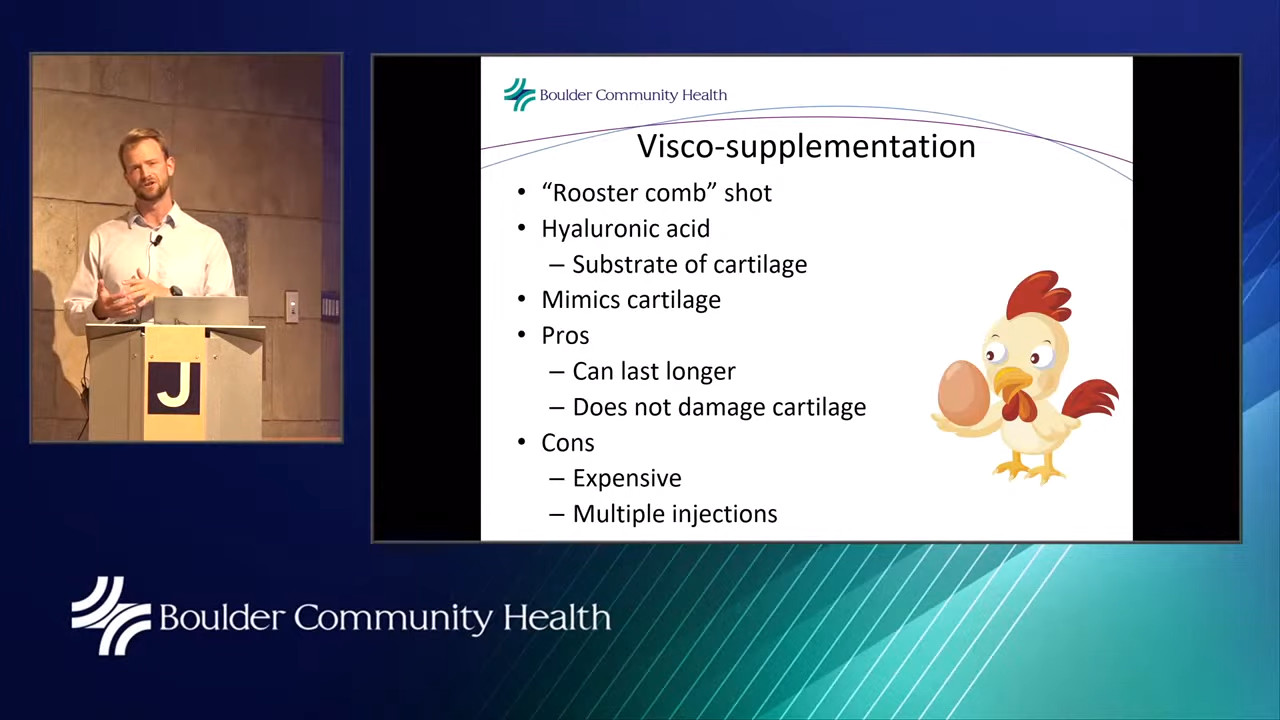 J
Boulder Community Health
Visco-supplementation
• “Rooster comb” shot
• Hyaluronic acid
– Substrate of cartilage
• Mimics cartilage
• Pros
– Can last longer
– Does not damage cartilage
• Cons
– Expensive
– Multiple injections
Boulder Community Health